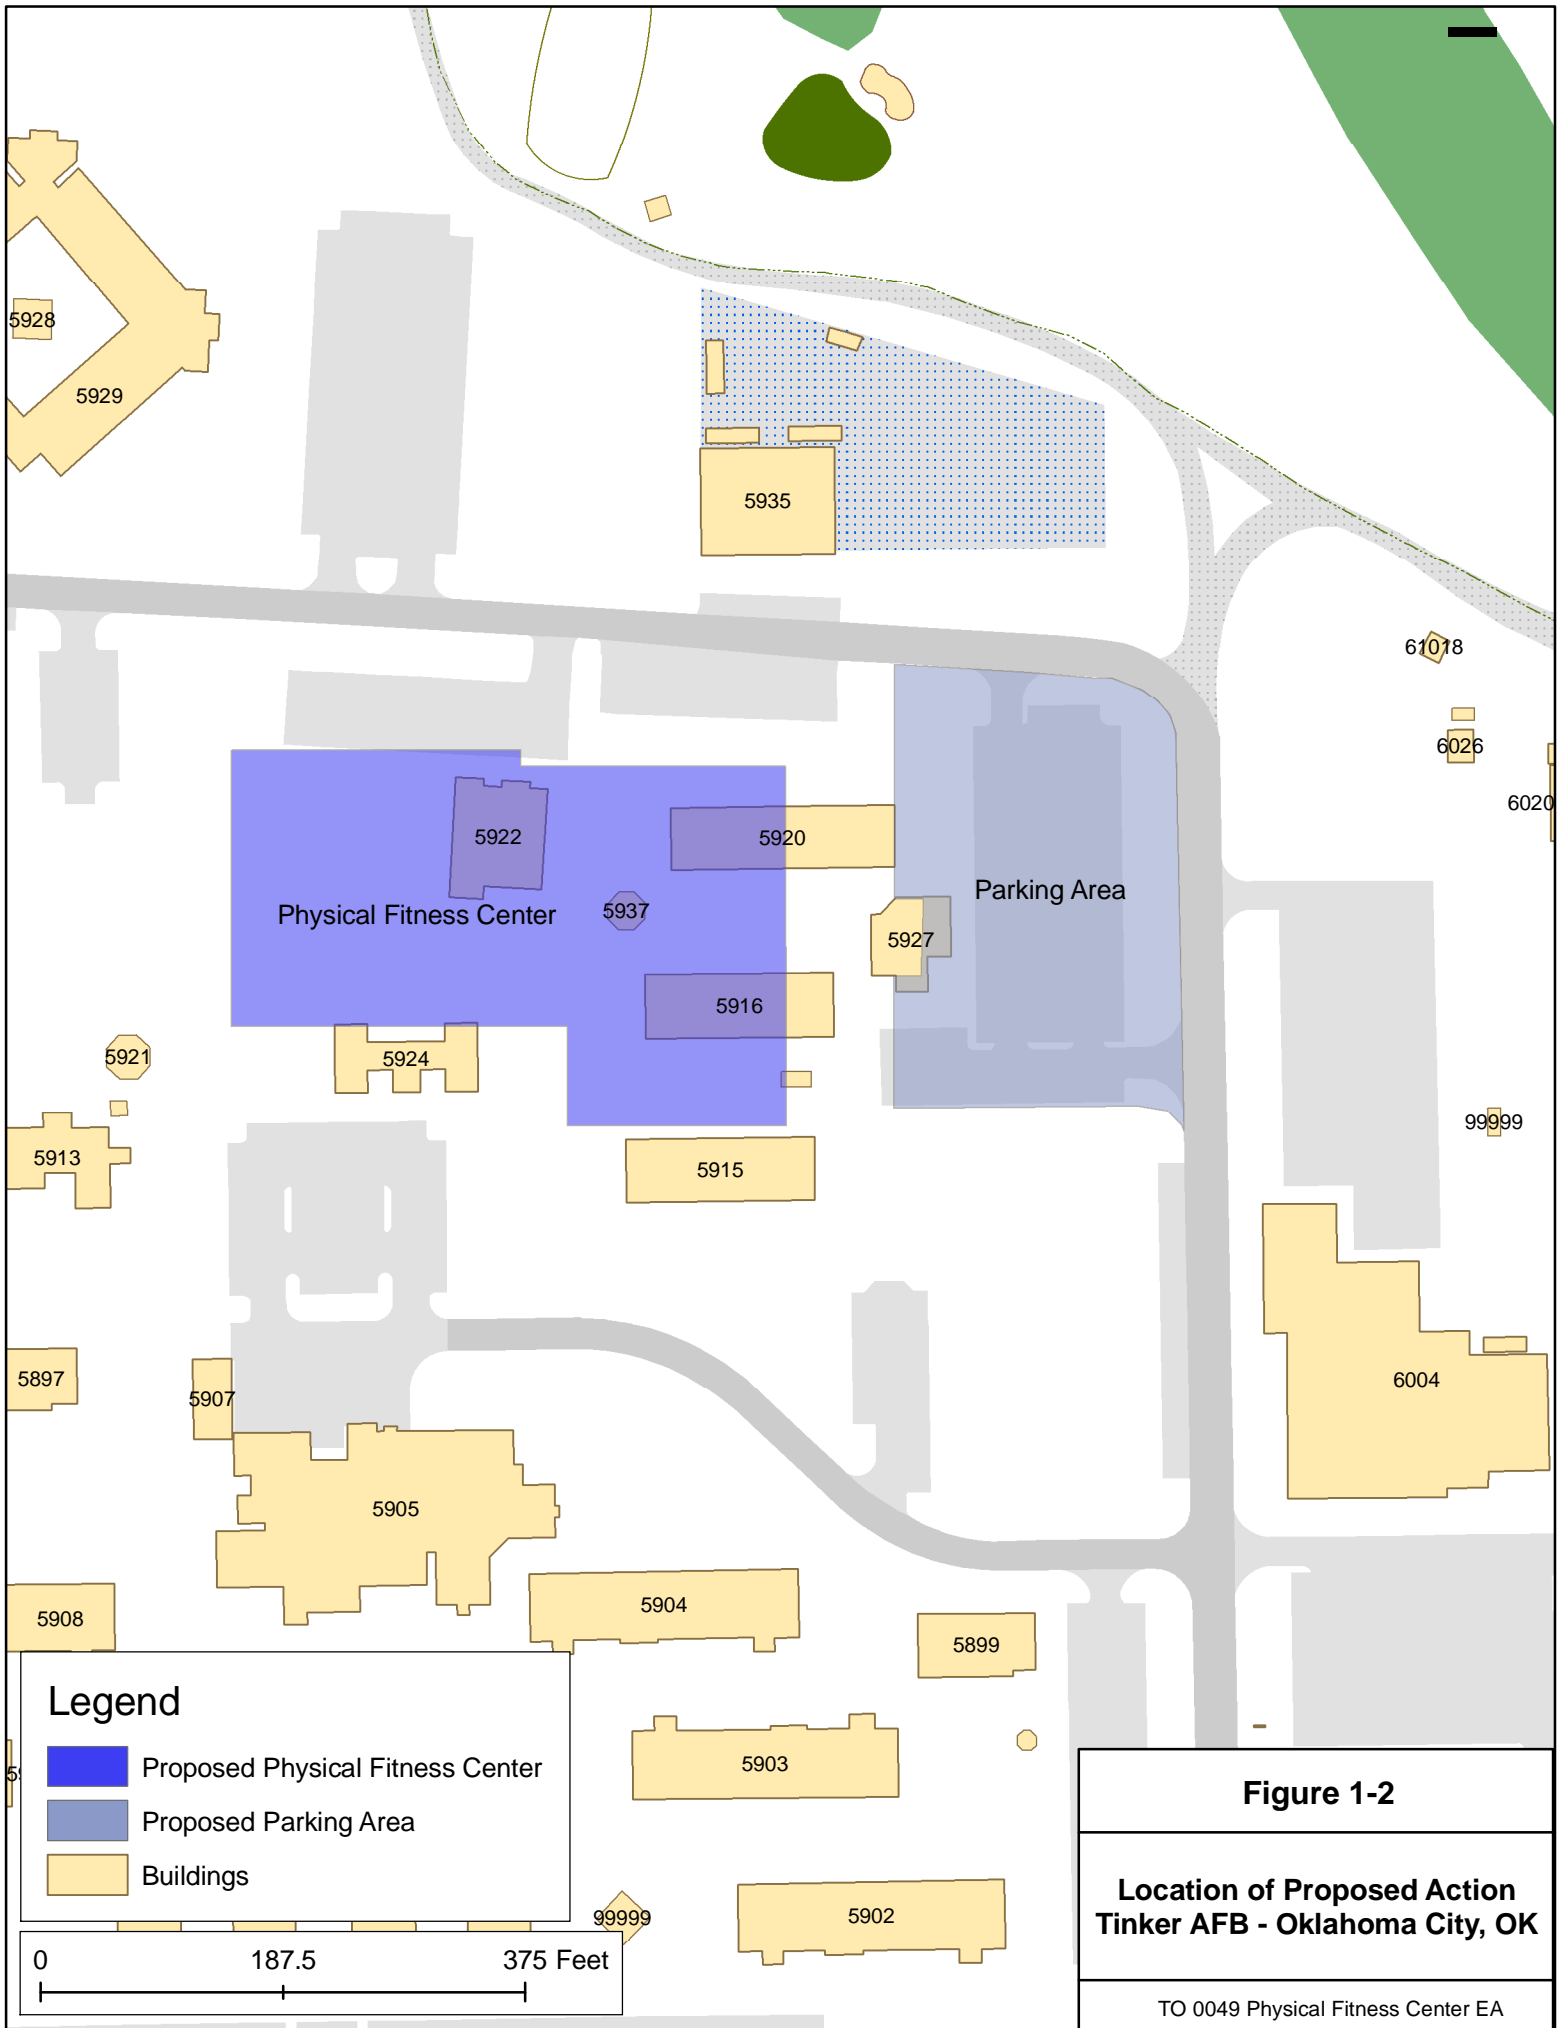 5928
5929
5935
61018
6026
6020
5922
5920
Parking Area
Physical Fitness Center
5937
5927
5916
5921
5924
99999
5913
5915
5897
5907
6004
5905
5908
5904
5899
Legend
Proposed Physical Fitness Center
Proposed Parking Area
Buildings
5903
5902
99999
0 187.5 375 Feet
Figure 1-2
Location of Proposed Action
Tinker AFB - Oklahoma City, OK
TO 0049 Physical Fitness Center EA